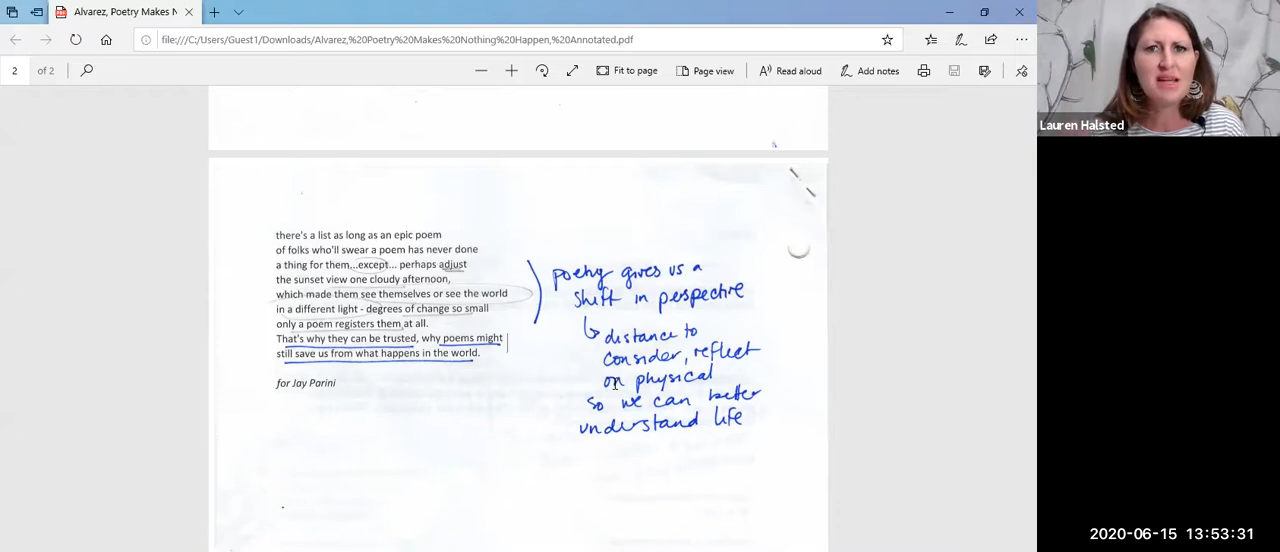 Alvarez, Poetry Makes N
file:///C:/Users/Guest1/Downloads/Alvarez,%20Poetry%20Makes%20Nothing%20Happen,%20Annotated.pdf
2 of 2
Fit to page
Page view
Read aloud
Add notes
Lauren Halsted
there's a list as long as an epic poem
of folks who'll swear a poem has never done
a thing for them...except... perhaps adjust
the sunset view one cloudy afternoon,
which made them see themselves or see the world
in a different light - degrees of change so small
only a poem registers them at all.
That's why they can be trusted, why poems might
still save us from what happens in the world.
for Jay Parini
poetry gives us a
shift in perspective
distance to
consider, reflect
on physical
so we can better
understand life
2020-06-15 13:53:31